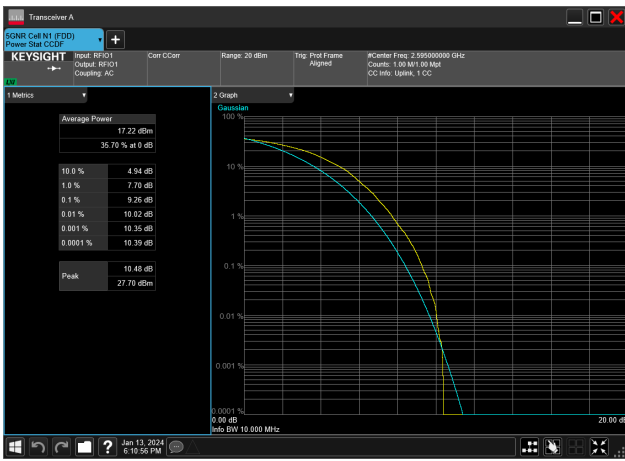 Transceiver A
5GNR Cell N1 (FDD)
Power Stat CCDF
KEYSIGHT
Input: RFIO1
Output: RFIO1
Coupling: AC
Corr CCorr
Range: 20 dBm
Trig: Prot Frame
Aligned
#Center Freq: 2.595000000 GHz
Counts: 1.00 M/1.00 Mpt
CC Info: Uplink, 1 CC
1 Metrics
Average Power
17.22 dBm
35.70 % at 0 dB
10.0 % 4.94 dB
1.0 % 7.70 dB
0.1 % 9.26 dB
0.01 % 10.02 dB
0.001 % 10.35 dB
0.0001 % 10.39 dB
Peak
10.48 dB
27.70 dBm
2 Graph
Gaussian
100 %
10 %
1 %
0.1 %
0.01 %
0.001 %
0.0001 %
0.00 dB
20.00 dB
Info BW 10.000 MHz
Jan 13, 2024
6:10:56 PM